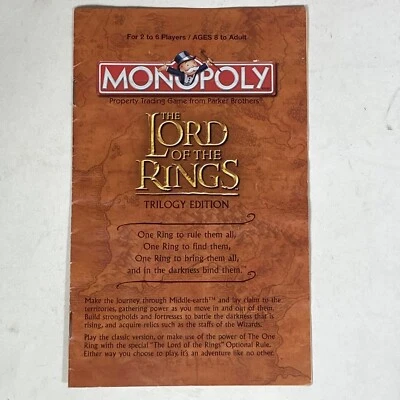 For 2 to 6 Players / AGES 8 to Adult
MONOPOLY
Property Trading Game from Parker Brothers®
THE
LORD
OF THE
RINGS
TRILOGY EDITION
One Ring to rule them all,
One Ring to find them,
One Ring to bring them all,
and in the darkness bind them.
Make the journey through Middle-earth™ and lay claim to the
territories, gathering power as you move in and out of them.
Build strongholds and fortresses to battle the darkness that is
rising, and acquire relics such as the staffs of the Wizards.
Play the classic version, or make use of the power of The One
Ring with the special "The Lord of the Rings" Optional Rule.
Either way you choose to play, it's an adventure like no other.